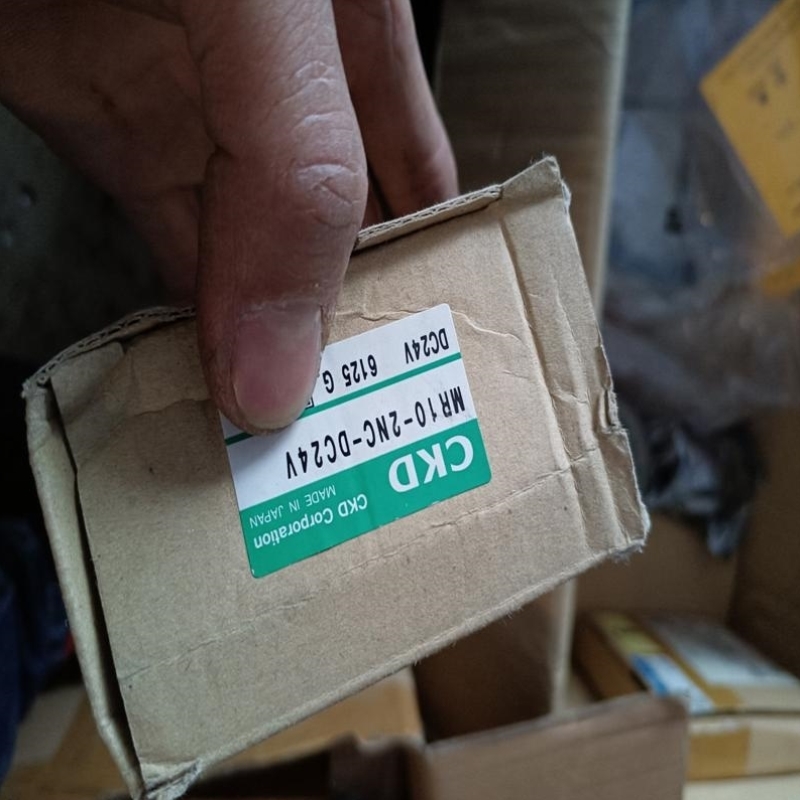 CKD
CKD Corporation
MADE IN JAPAN
MR10-2NC-DC24V
DC24V 6125 G